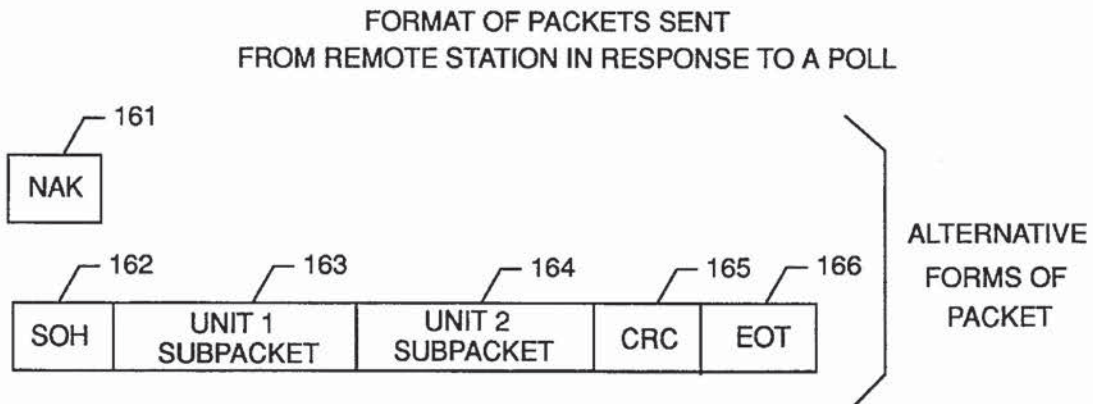 FORMAT OF PACKETS SENT
FROM REMOTE STATION IN RESPONSE TO A POLL
161
NAK
162
163
164
165
166
SOH
UNIT 1
SUBPACKET
UNIT 2
SUBPACKET
CRC
EOT
ALTERNATIVE
FORMS OF
PACKET